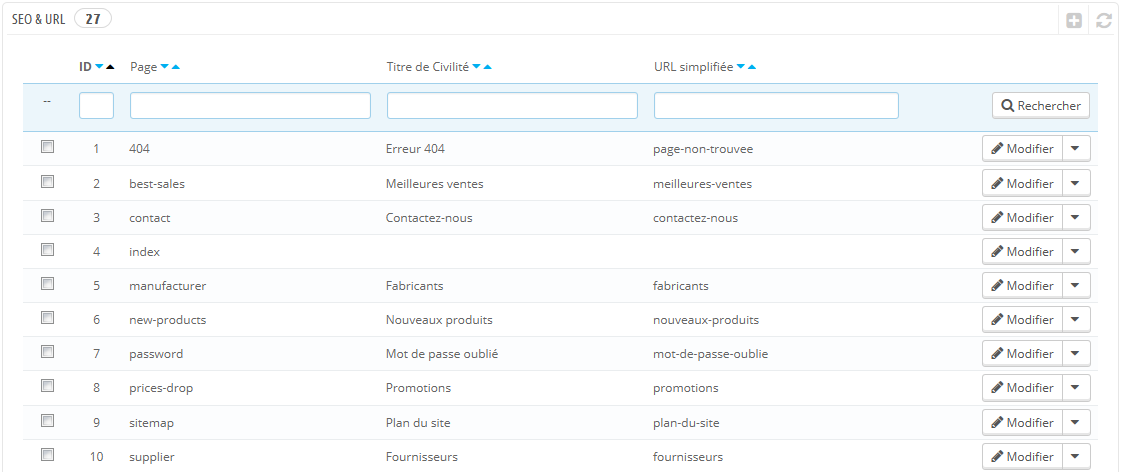 SEO & URL 27
ID Page Titre de Civilité URL simplifiée
-- Rechercher
1 404 Erreur 404 page-non-trouvee Modifier
2 best-sales Meilleures ventes meilleures-ventes Modifier
3 contact Contactez-nous contactez-nous Modifier
4 index Modifier
5 manufacturer Fabricants fabricants Modifier
6 new-products Nouveaux produits nouveaux-produits Modifier
7 password Mot de passe oublié mot-de-passe-oublie Modifier
8 prices-drop Promotions promotions Modifier
9 sitemap Plan du site plan-du-site Modifier
10 supplier Fournisseurs fournisseurs Modifier